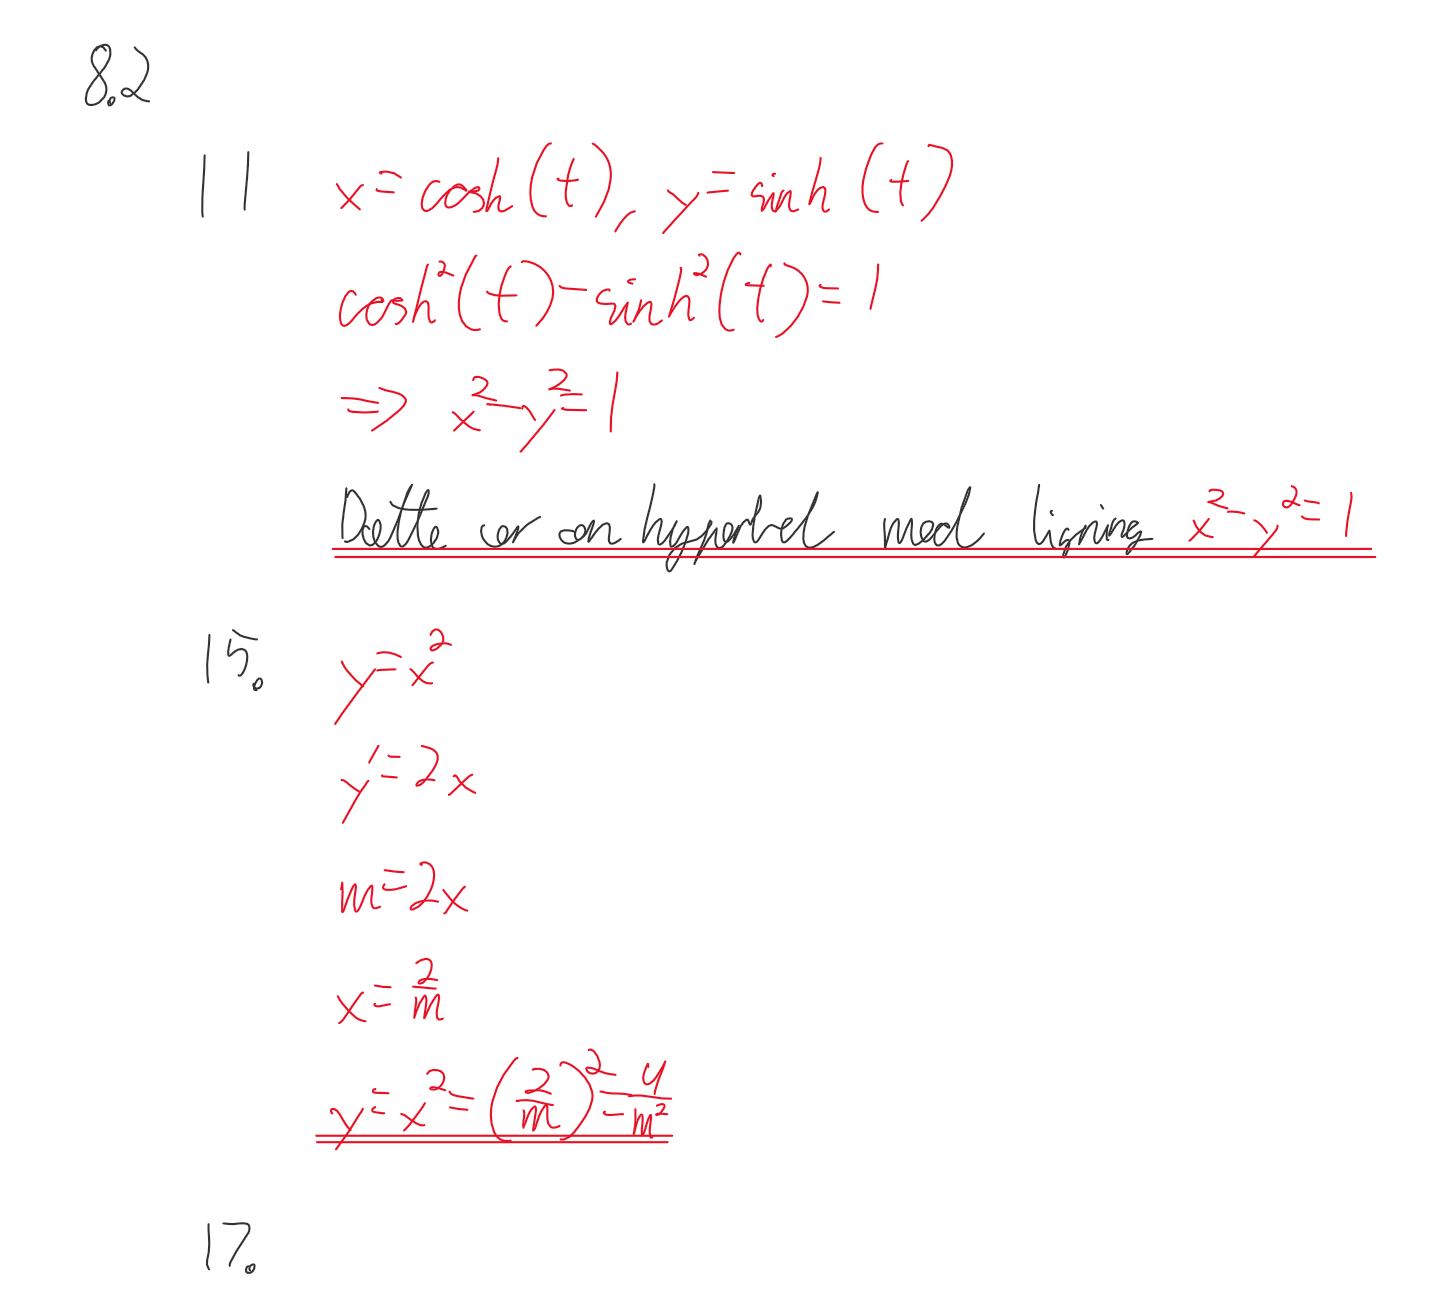 8.2
11 x = cosh(t), y = sinh(t)
cosh²(t) - sinh²(t) = 1
⇒ x² - y² = 1
Dette er en hyperbel med ligning x² - y² = 1
15. y = x²
y' = 2x
m = 2x
x = 2/m
y = x² = (2/m)² = 4/m²
17.